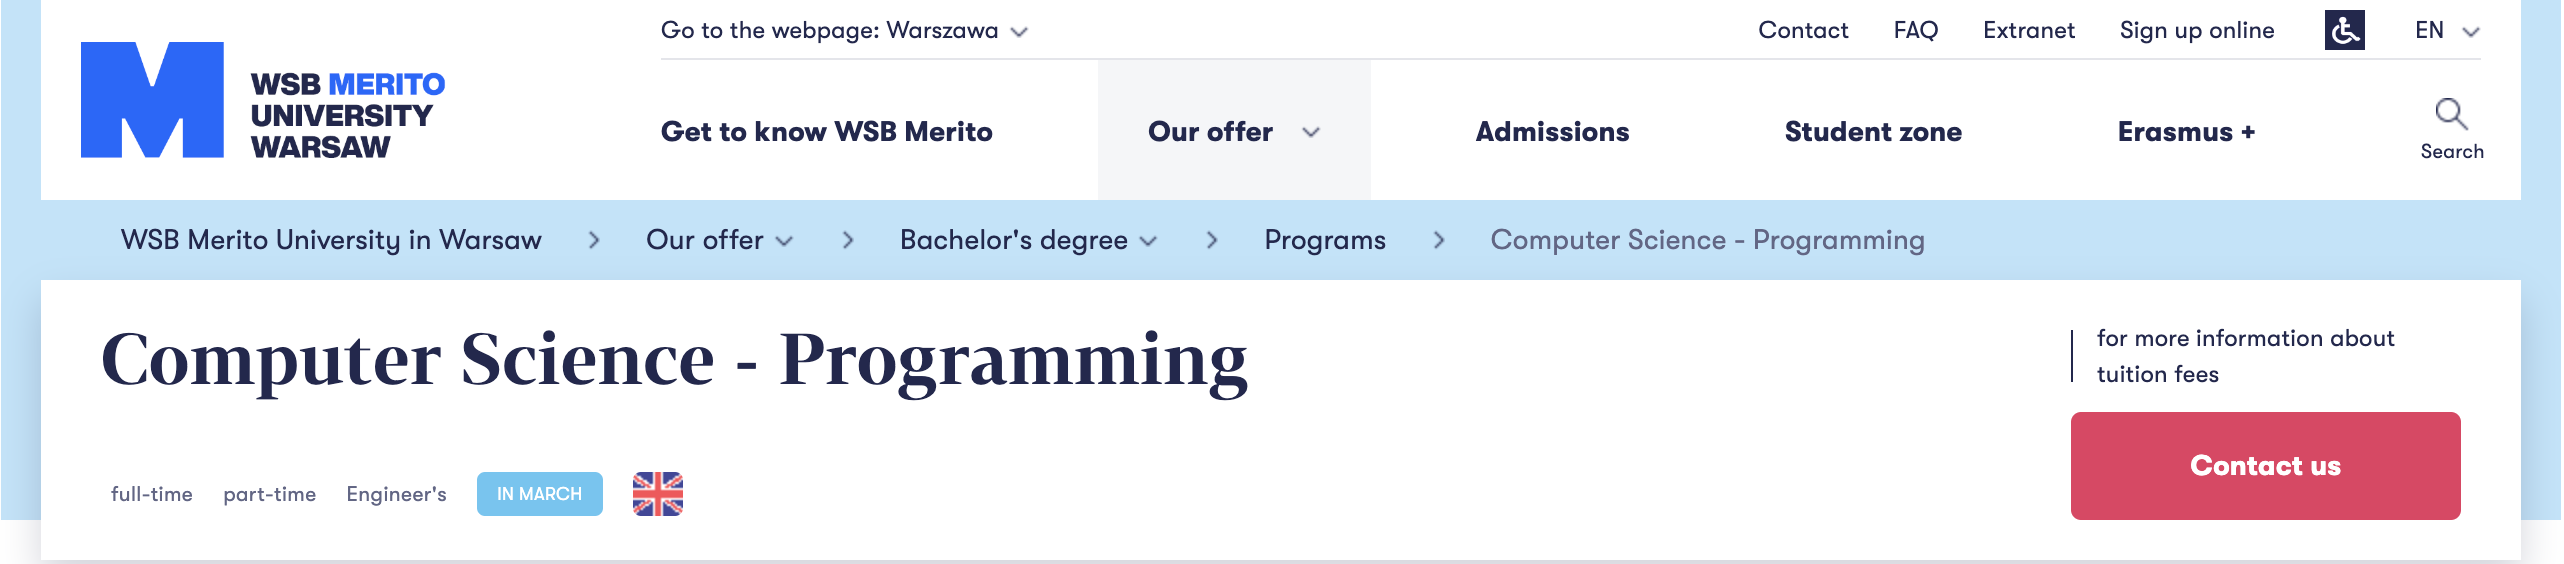 Go to the webpage: Warszawa
Contact FAQ Extranet Sign up online EN
WSB MERITO
UNIVERSITY
WARSAW
Get to know WSB Merito Our offer Admissions Student zone Erasmus +
Search
WSB Merito University in Warsaw Our offer Bachelor's degree Programs Computer Science - Programming
Computer Science - Programming
for more information about
tuition fees
Contact us
full-time part-time Engineer's IN MARCH